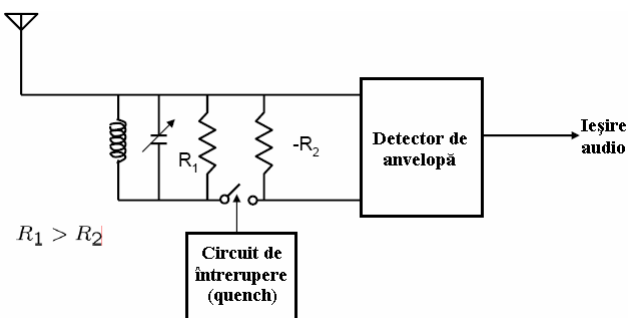 Detector de
anvelopă
Ieşire
audio
R1
-R2
R1 > R2
Circuit de
întrerupere
(quench)